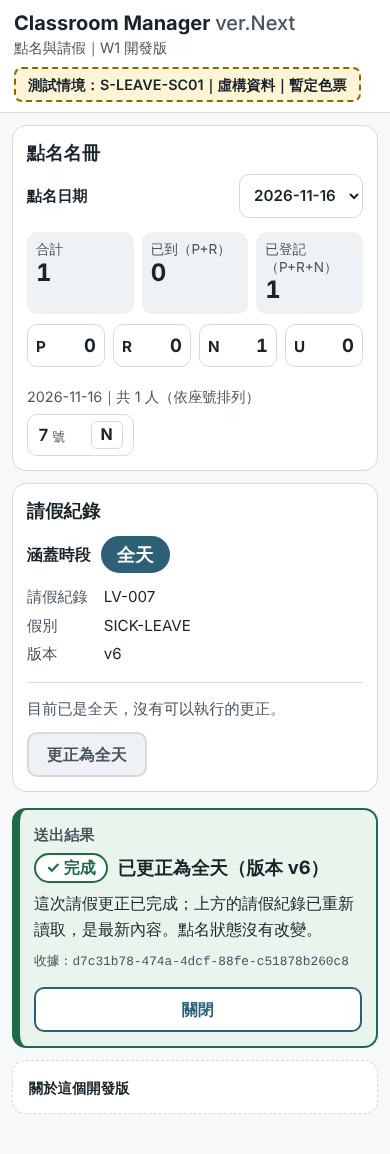 Classroom Manager ver.Next
點名與請假｜W1 開發版
測試情境：S-LEAVE-SC01｜虛構資料｜暫定色票
點名名冊
點名日期 2026-11-16
合計 已到（P+R） 已登記
（P+R+N）
1 0 1
P 0 R 0 N 1 U 0
2026-11-16｜共 1 人（依座號排列）
7 號 N
請假紀錄
涵蓋時段 全天
請假紀錄 LV-007
假別 SICK-LEAVE
版本 v6
目前已是全天，沒有可以執行的更正。
更正為全天
送出結果
✓ 完成 已更正為全天（版本 v6）
這次請假更正已完成；上方的請假紀錄已重新
讀取，是最新內容。點名狀態沒有改變。
收據：d7c31b78-474a-4dcf-88fe-c51878b260c8
關閉
關於這個開發版